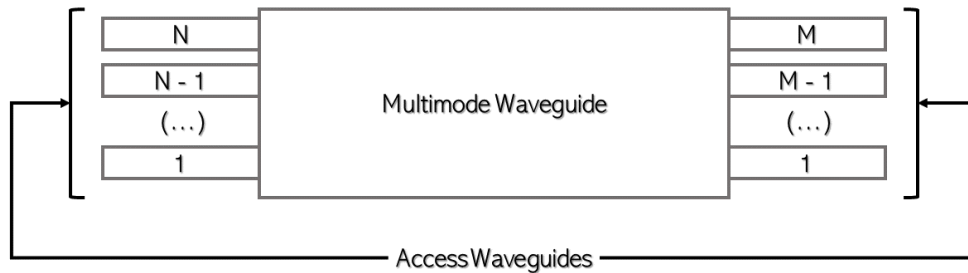 N
M
N - 1
M - 1
Multimode Waveguide
(...)
(...)
1
1
Access Waveguides